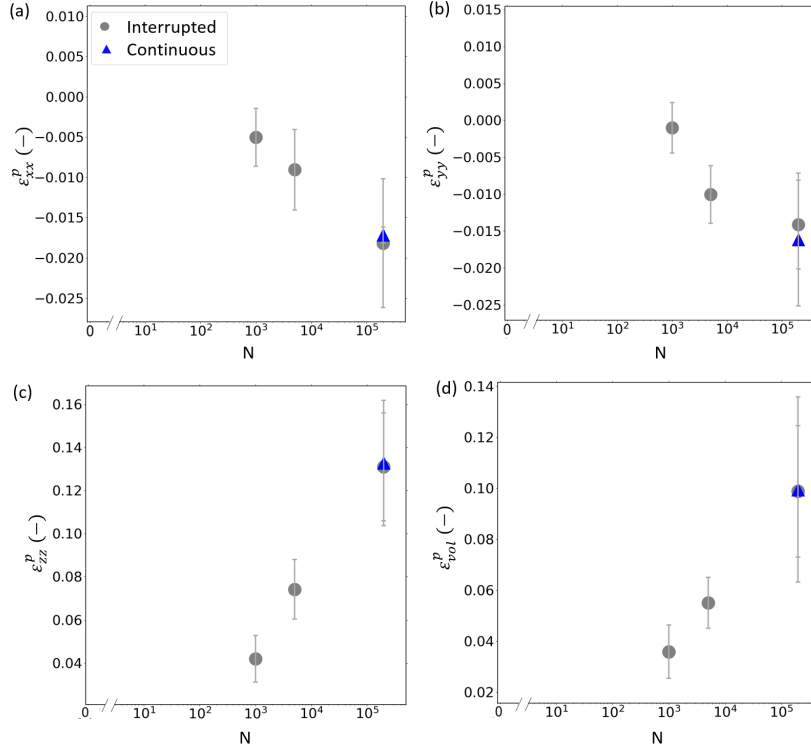 (a)
0.010
0.005
0.000
−0.005
−0.010
−0.015
−0.020
−0.025
ε^p_xx (−)
Interrupted
Continuous
0 10^1 10^2 10^3 10^4 10^5
N
(b)
0.015
0.010
0.005
0.000
−0.005
−0.010
−0.015
−0.020
−0.025
ε^p_yy (−)
0 10^1 10^2 10^3 10^4 10^5
N
(c)
0.16
0.14
0.12
0.10
0.08
0.06
0.04
ε^p_zz (−)
0 10^1 10^2 10^3 10^4 10^5
N
(d)
0.14
0.12
0.10
0.08
0.06
0.04
0.02
ε^p_vol (−)
0 10^1 10^2 10^3 10^4 10^5
N